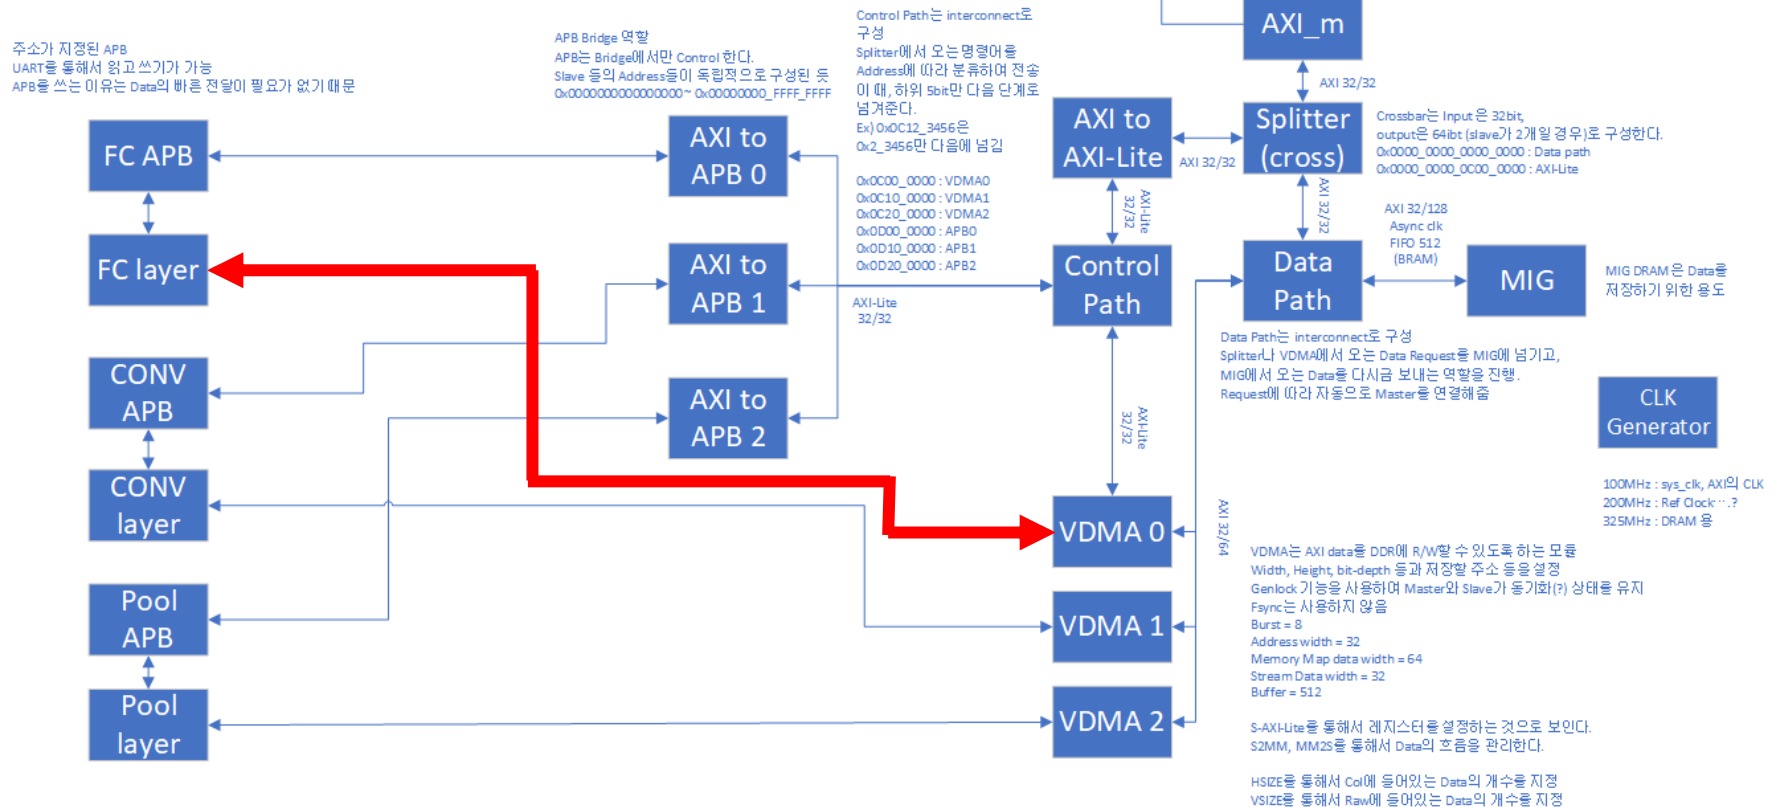 주소가 지정된 APB
UART를 통해서 읽고 쓰기가 가능
APB를 쓰는 이유는 Data의 빠른 전달이 필요가 없기 때문
APB Bridge 역할
APB는 Bridge에서만 Control 한다.
Slave 들의 Address들이 독립적으로 구성된 듯
0x0000000000000000~ 0x00000000_FFFF_FFFF
Control Path는 interconnect로
구성
Splitter에서 오는 명령어를
Address에 따라 분류하여 전송
이 때, 하위 5bit만 다음 단계로
넘겨준다.
Ex) 0x0C12_3456은
0x2_3456만 다음에 넘김
0x0C00_0000 : VDMA0
0x0C10_0000 : VDMA1
0x0C20_0000 : VDMA2
0x0D00_0000 : APB0
0x0D10_0000 : APB1
0x0D20_0000 : APB2
AXI_m
AXI 32/32
Splitter
(cross)
Crossbar는 Input 은 32bit,
output은 64ibt (slave가 2개일 경우)로 구성한다.
0x0000_0000_0000_0000 : Data path
0x0000_0000_0C00_0000 : AXI-Lite
AXI to
AXI-Lite
AXI 32/32
AXI 32/32
AXI-Lite
32/32
AXI 32/128
Async clk
FIFO 512
(BRAM)
FC APB
AXI to
APB 0
FC layer
AXI to
APB 1
AXI-Lite
32/32
Control
Path
Data
Path
MIG
MIG DRAM 은 Data를
저장하기 위한 용도
Data Path는 interconnect로 구성
Splitter나 VDMA에서 오는 Data Request를 MIG에 넘기고,
MIG에서 오는 Data를 다시금 보내는 역할을 진행.
Request에 따라 자동으로 Master를 연결해줌
CONV
APB
AXI to
APB 2
AXI-Lite
32/32
CLK
Generator
100MHz : sys_clk, AXI의 CLK
200MHz : Ref Clock….?
325MHz : DRAM 용
CONV
layer
VDMA 0
AXI 32/64
VDMA는 AXI data를 DDR에 R/W할 수 있도록 하는 모듈
Width, Height, bit-depth 등과 저장할 주소 등을 설정
Genlock 기능을 사용하여 Master와 Slave가 동기화(?) 상태를 유지
Fsync는 사용하지 않음
Burst = 8
Address width = 32
Memory Map data width = 64
Stream Data width = 32
Buffer = 512
Pool
APB
VDMA 1
Pool
layer
VDMA 2
S-AXI-Lite를 통해서 레지스터를 설정하는 것으로 보인다.
S2MM, MM2S를 통해서 Data의 흐름을 관리한다.
HSIZE를 통해서 Col에 들어있는 Data의 개수를 지정
VSIZE를 통해서 Raw에 들어있는 Data의 개수를 지정